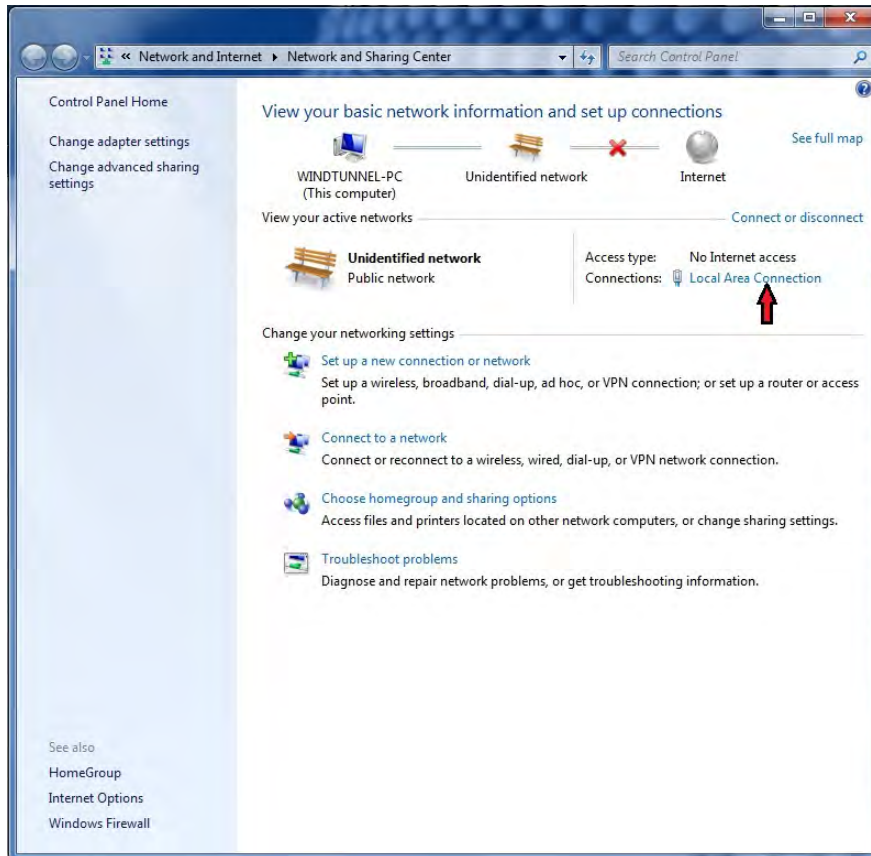 « Network and Internet ▸ Network and Sharing Center
Search Control Panel
Control Panel Home
Change adapter settings
Change advanced sharing
settings
See also
HomeGroup
Internet Options
Windows Firewall
View your basic network information and set up connections
See full map
WINDTUNNEL-PC
(This computer)
Unidentified network
Internet
View your active networks
Connect or disconnect
Unidentified network
Public network
Access type: No Internet access
Connections: Local Area Connection
Change your networking settings
Set up a new connection or network
Set up a wireless, broadband, dial-up, ad hoc, or VPN connection; or set up a router or access
point.
Connect to a network
Connect or reconnect to a wireless, wired, dial-up, or VPN network connection.
Choose homegroup and sharing options
Access files and printers located on other network computers, or change sharing settings.
Troubleshoot problems
Diagnose and repair network problems, or get troubleshooting information.